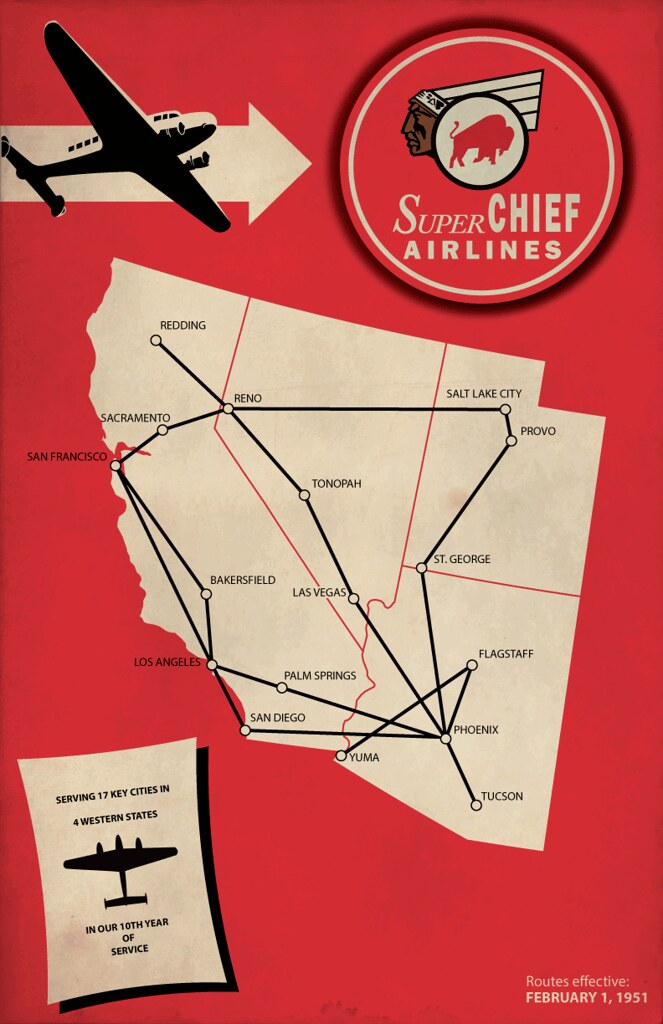 Super CHIEF
AIRLINES
REDDING
RENO
SALT LAKE CITY
SACRAMENTO
PROVO
SAN FRANCISCO
TONOPAH
ST. GEORGE
BAKERSFIELD
LAS VEGAS
FLAGSTAFF
LOS ANGELES
PALM SPRINGS
SAN DIEGO
PHOENIX
YUMA
TUCSON
SERVING 17 KEY CITIES IN
4 WESTERN STATES
IN OUR 10TH YEAR
OF
SERVICE
Routes effective:
FEBRUARY 1, 1951